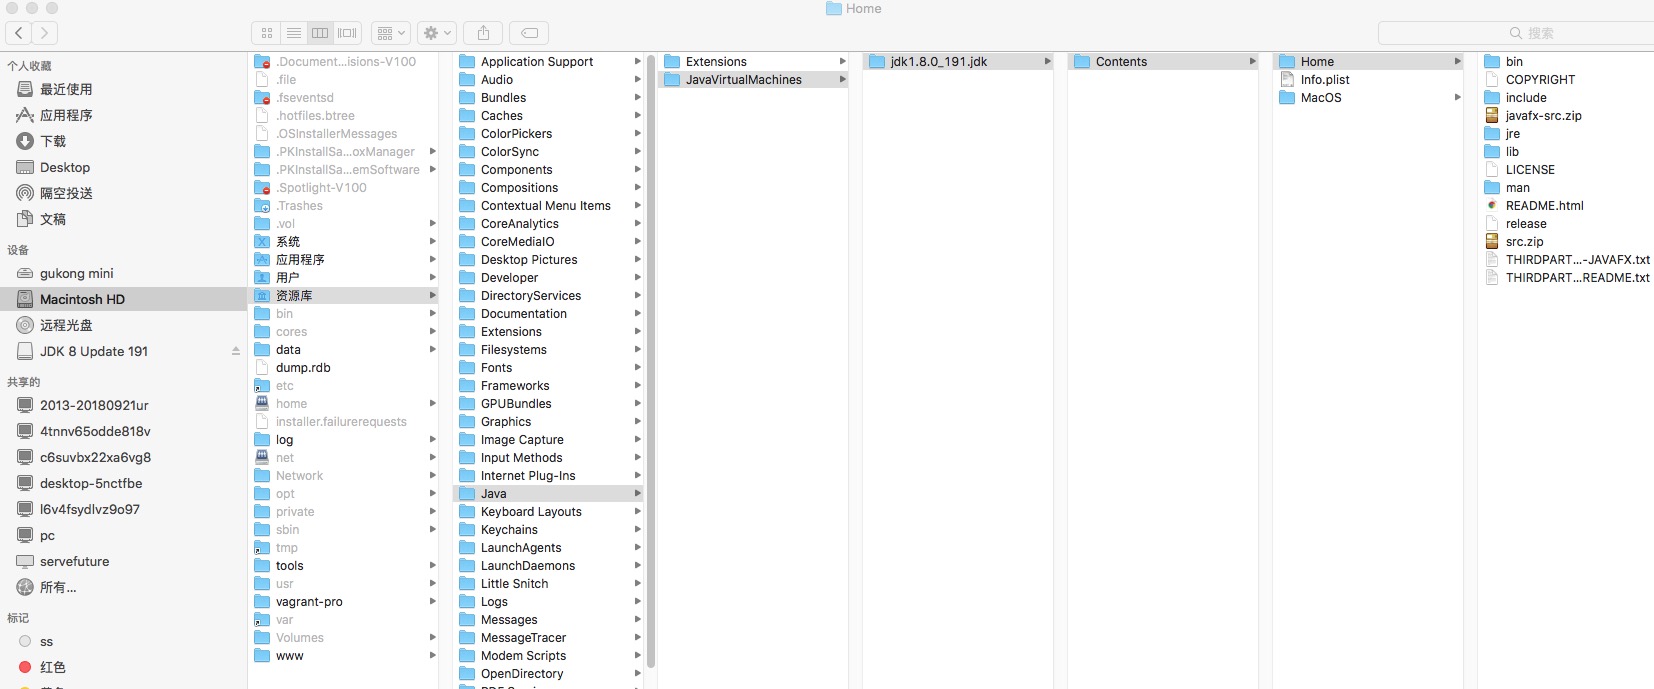 Home
搜索
个人收藏
最近使用
应用程序
下载
Desktop
隔空投送
文稿
设备
gukong mini
Macintosh HD
远程光盘
JDK 8 Update 191
共享的
2013-20180921ur
4tnnv65odde818v
c6suvbx22xa6vg8
desktop-5nctfbe
l6v4fsydlvz9o97
pc
servefuture
所有...
标记
ss
红色
.Document...isions-V100
.file
.fseventsd
.hotfiles.btree
.OSInstallerMessages
.PKInstallSa...oxManager
.PKInstallSa...emSoftware
.Spotlight-V100
.Trashes
.vol
系统
应用程序
用户
资源库
bin
cores
data
dump.rdb
etc
home
installer.failurerequests
log
net
Network
opt
private
sbin
tmp
tools
usr
vagrant-pro
var
Volumes
www
Application Support
Audio
Bundles
Caches
ColorPickers
ColorSync
Components
Compositions
Contextual Menu Items
CoreAnalytics
CoreMediaIO
Desktop Pictures
Developer
DirectoryServices
Documentation
Extensions
Filesystems
Fonts
Frameworks
GPUBundles
Graphics
Image Capture
Input Methods
Internet Plug-Ins
Java
Keyboard Layouts
Keychains
LaunchAgents
LaunchDaemons
Little Snitch
Logs
Messages
MessageTracer
Modem Scripts
OpenDirectory
Extensions
JavaVirtualMachines
jdk1.8.0_191.jdk
Contents
Home
Info.plist
MacOS
bin
COPYRIGHT
include
javafx-src.zip
jre
lib
LICENSE
man
README.html
release
src.zip
THIRDPART...-JAVAFX.txt
THIRDPART...README.txt